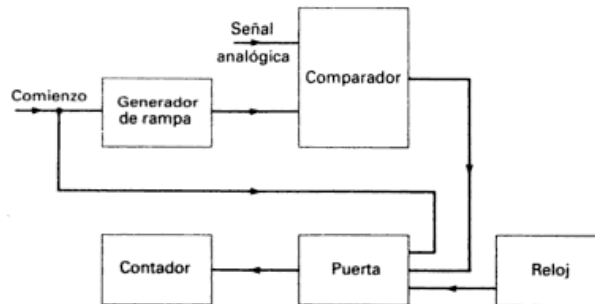 Señal
analógica
Comparador
Comienzo
Generador
de rampa
Contador
Puerta
Reloj